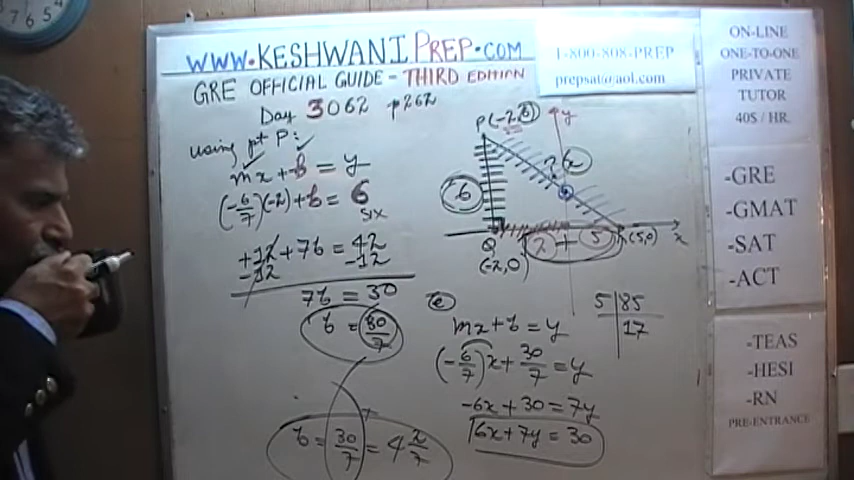 WWW.KESHWANIPREP.COM
GRE OFFICIAL GUIDE - THIRD EDITION
Day 3062 p262
using pt P:
mx + b = y
(-6/7)(-2) + b = 6
SIX
+12 + 7b = 42
-12 -12
7b = 30
b = 30/7
b = 30/7 = 4 2/7
1-800-808-PREP
prepsat@aol.com
P(-2,6)
y
6
Q
(-2,0)
2 + 5
R(5,0)
x
(e)
mx + b = y
(-6/7)x + 30/7 = y
-6x + 30 = 7y
6x + 7y = 30
5 | 85
17
ON-LINE
ONE-TO-ONE
PRIVATE
TUTOR
40$ / HR.
-GRE
-GMAT
-SAT
-ACT
-TEAS
-HESI
-RN
PRE-ENTRANCE
7 6 5 4